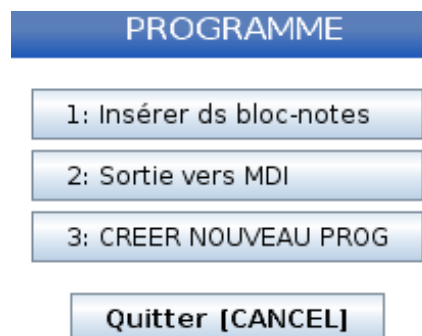 PROGRAMME
1: Insérer ds bloc-notes
2: Sortie vers MDI
3: CREER NOUVEAU PROG
Quitter [CANCEL]